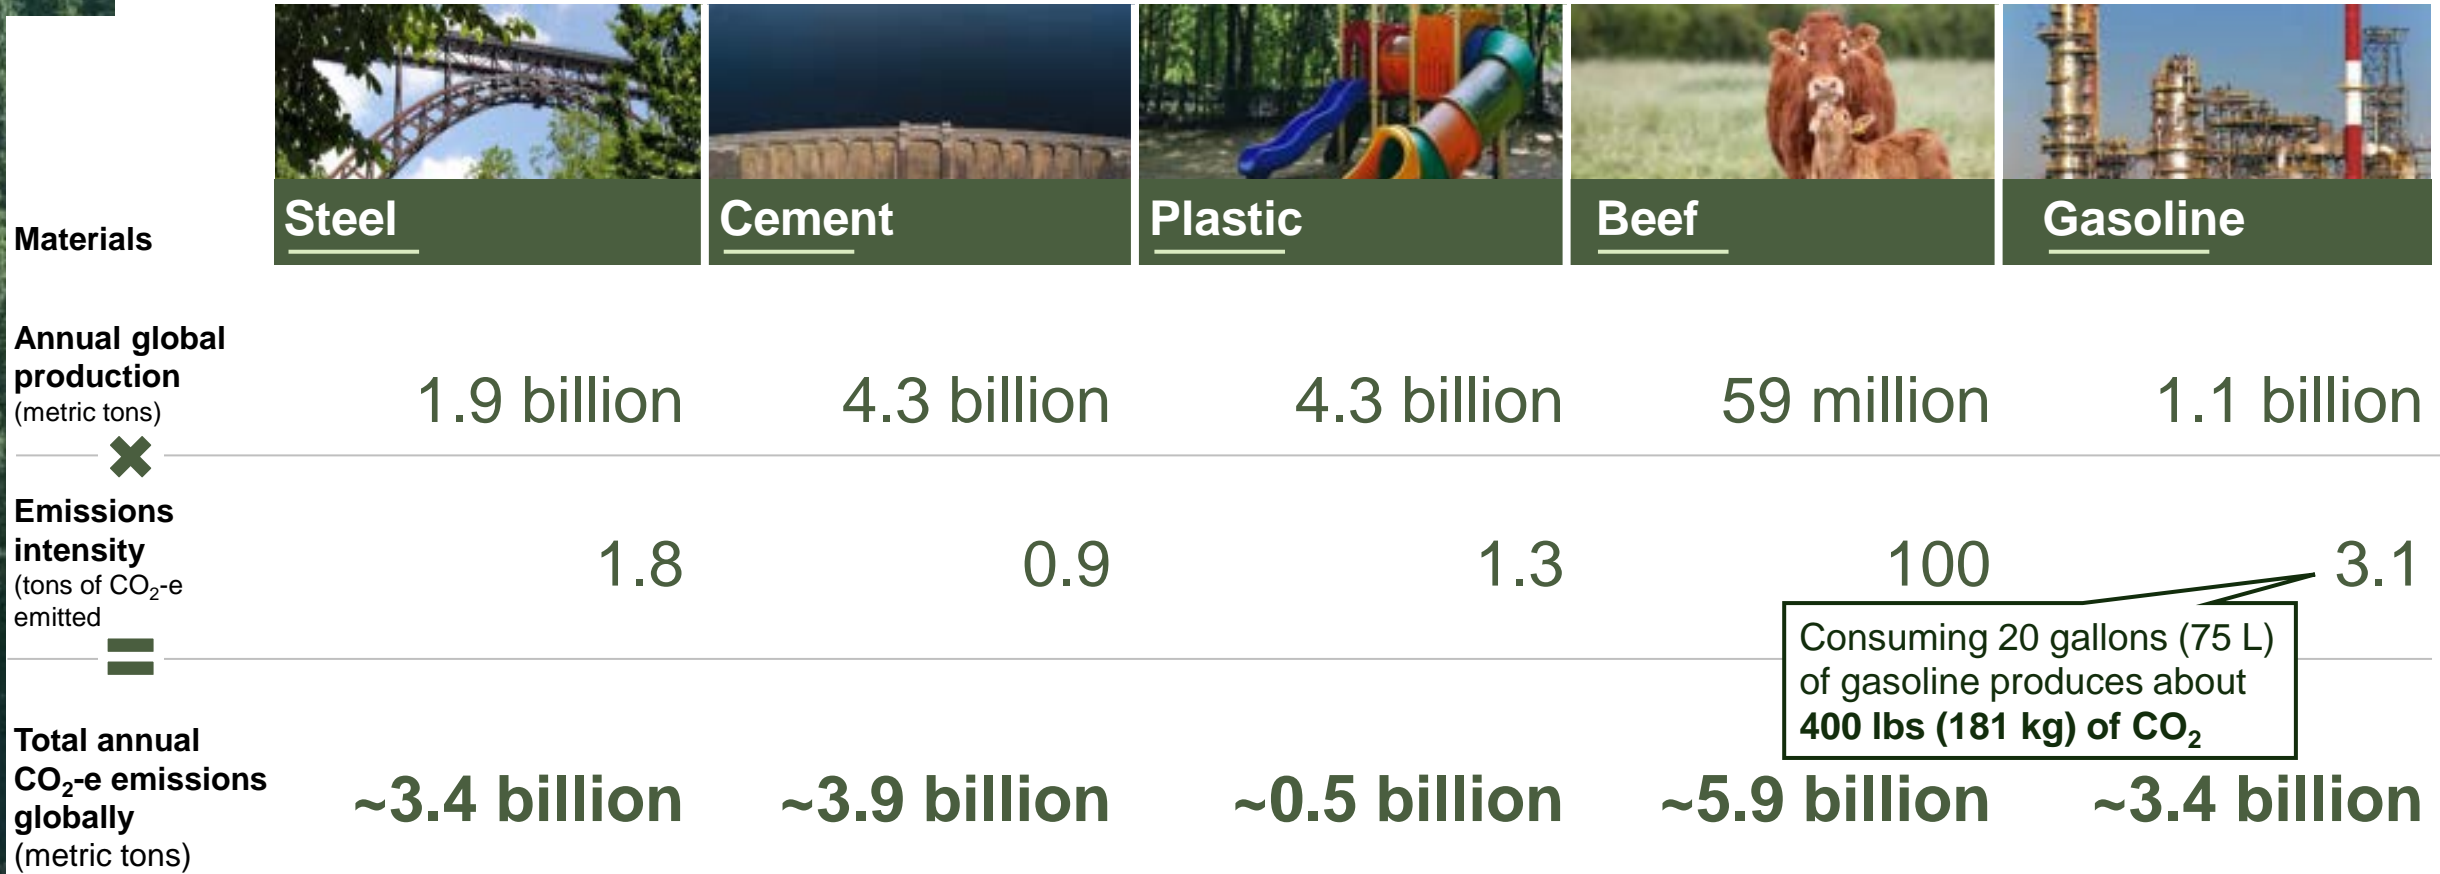 Materials
Steel
Cement
Plastic
Beef
Gasoline
Annual global
production
(metric tons)
1.9 billion
4.3 billion
4.3 billion
59 million
1.1 billion
Emissions
intensity
(tons of CO₂-e
emitted
1.8
0.9
1.3
100
3.1
Consuming 20 gallons (75 L)
of gasoline produces about
400 lbs (181 kg) of CO₂
Total annual
CO₂-e emissions
globally
(metric tons)
~3.4 billion
~3.9 billion
~0.5 billion
~5.9 billion
~3.4 billion